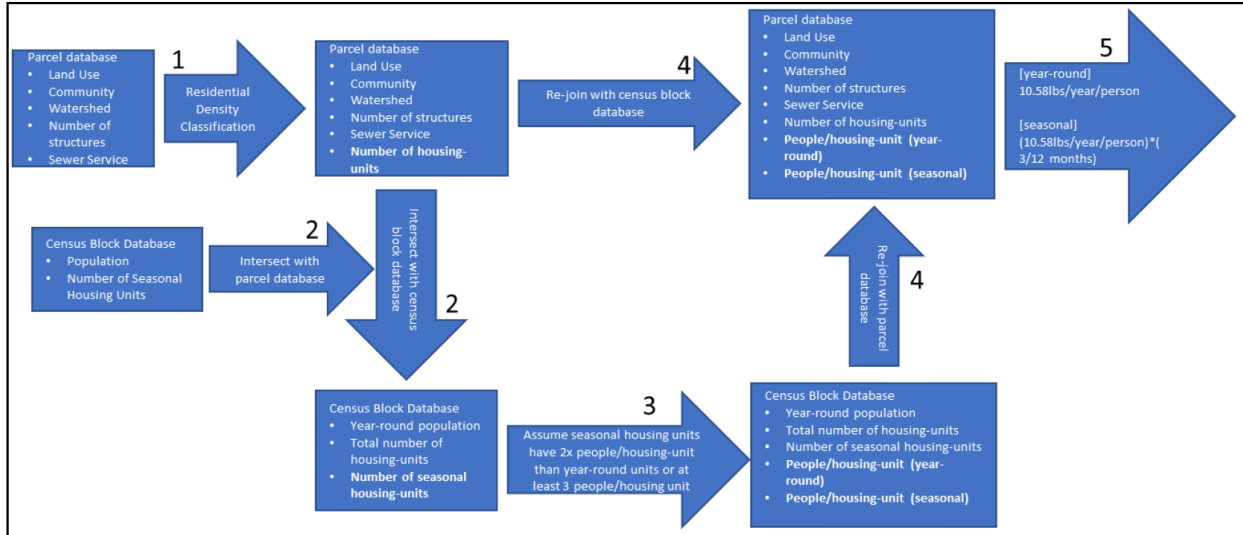 Parcel database
• Land Use
• Community
• Watershed
• Number of
structures
• Sewer Service
1
Residential
Density
Classification
Parcel database
• Land Use
• Community
• Watershed
• Number of structures
• Sewer Service
• Number of housing-
units
4
Re-join with census block
database
Parcel database
• Land Use
• Community
• Watershed
• Number of structures
• Sewer Service
• Number of housing-units
• People/housing-unit (year-
round)
• People/housing-unit (seasonal)
5
[year-round]
10.58lbs/year/person
[seasonal]
(10.58lbs/year/person)*(
3/12 months)
Census Block Database
• Population
• Number of Seasonal
Housing Units
2
Intersect with
parcel database
Intersect with census
block database
2
Census Block Database
• Year-round population
• Total number of
housing-units
• Number of seasonal
housing-units
3
Assume seasonal housing units
have 2x people/housing-unit
than year-round units or at
least 3 people/housing unit
Census Block Database
• Year-round population
• Total number of housing-units
• Number of seasonal housing-units
• People/housing-unit (year-
round)
• People/housing-unit (seasonal)
Re-join with parcel
database
4